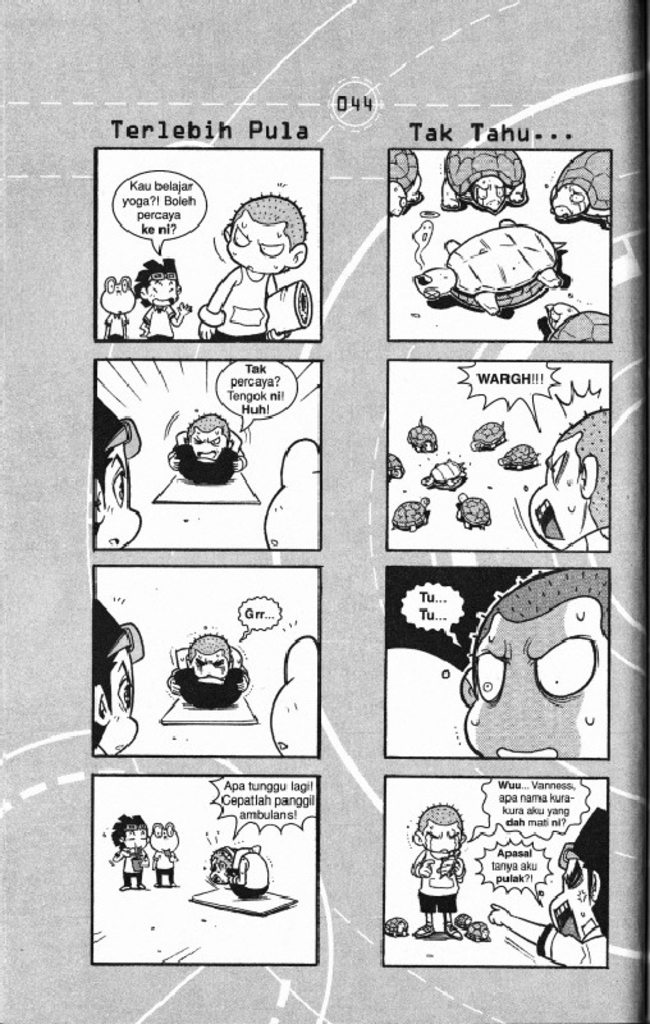 044
Terlebih Pula
Kau belajar
yoga?! Boleh
percaya
ke ni?
Tak
percaya?
Tengok ni!
Huh!
Grr...
Apa tunggu lagi!
Cepatlah panggil
ambulans!
Tak Tahu...
WARGH!!!
Tu...
Tu...
Wuu... Vanness,
apa nama kura-
kura aku yang
dah mati ni?
Apasal
tanya aku
pulak?!